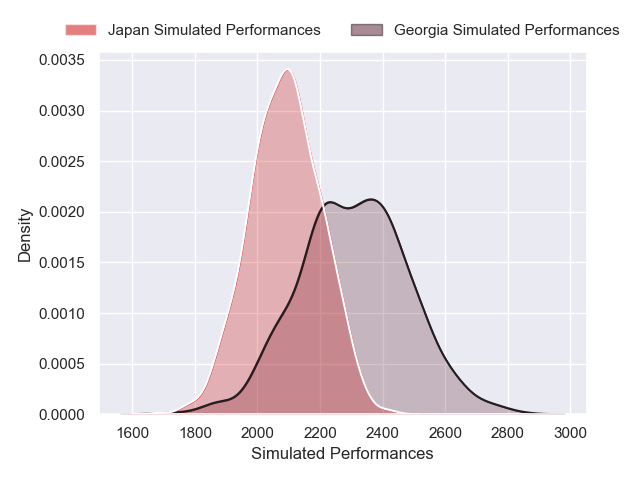 Japan Simulated Performances
Georgia Simulated Performances
0.0035
0.0030
0.0025
0.0020
0.0015
0.0010
0.0005
0.0000
Density
1600 1800 2000 2200 2400 2600 2800 3000
Simulated Performances